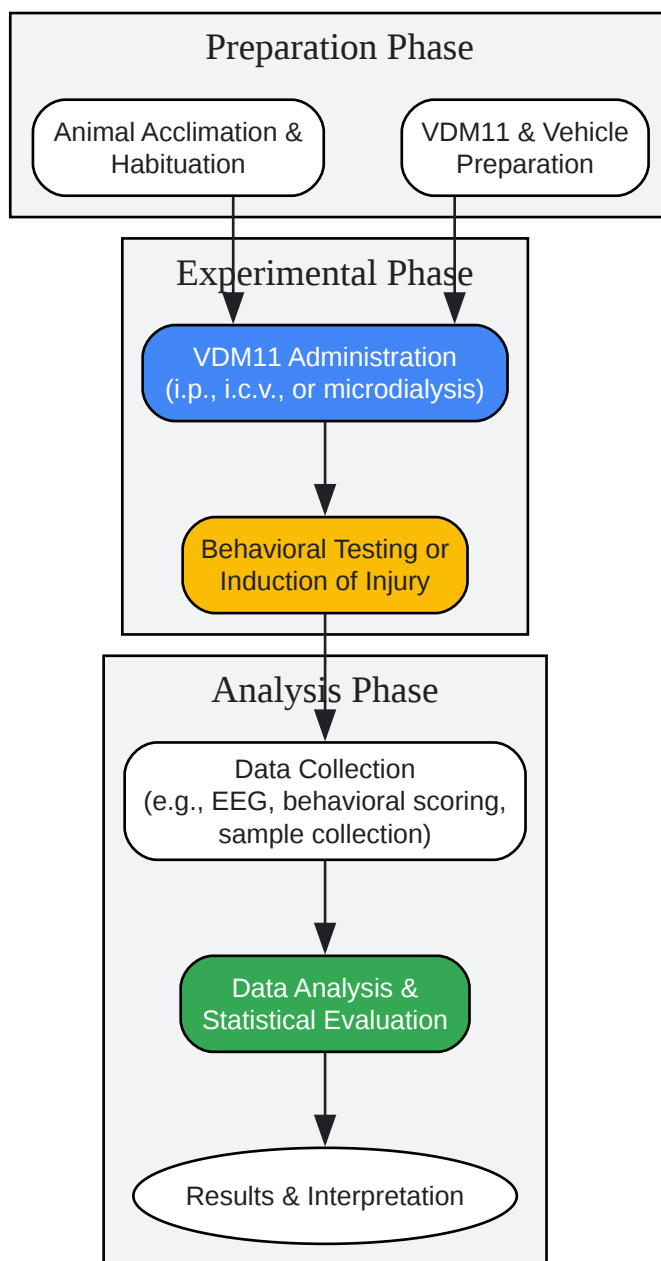 Preparation Phase
Animal Acclimation &
Habituation
VDM11 & Vehicle
Preparation
Experimental Phase
VDM11 Administration
(i.p., i.c.v., or microdialysis)
Behavioral Testing or
Induction of Injury
Analysis Phase
Data Collection
(e.g., EEG, behavioral scoring,
sample collection)
Data Analysis &
Statistical Evaluation
Results & Interpretation